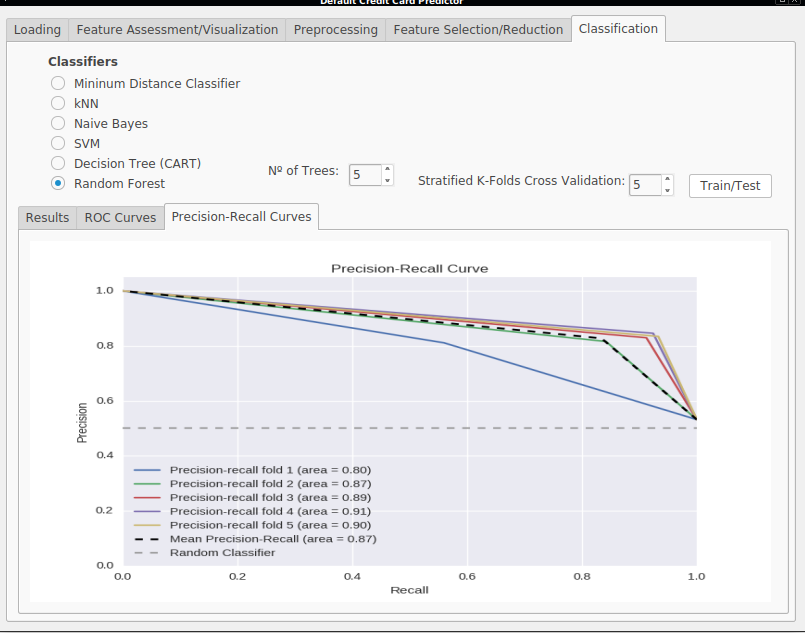 Default Credit Card Predictor
Loading Feature Assessment/Visualization Preprocessing Feature Selection/Reduction Classification
Classifiers
Mininum Distance Classifier
kNN
Naive Bayes
SVM
Decision Tree (CART)
Random Forest
Nº of Trees: 5
Stratified K-Folds Cross Validation: 5
Train/Test
Results ROC Curves Precision-Recall Curves
Precision-Recall Curve
1.0
0.8
0.6
0.4
0.2
0.0
Precision
Precision-recall fold 1 (area = 0.80)
Precision-recall fold 2 (area = 0.87)
Precision-recall fold 3 (area = 0.89)
Precision-recall fold 4 (area = 0.91)
Precision-recall fold 5 (area = 0.90)
Mean Precision-Recall (area = 0.87)
Random Classifier
0.0 0.2 0.4 0.6 0.8 1.0
Recall